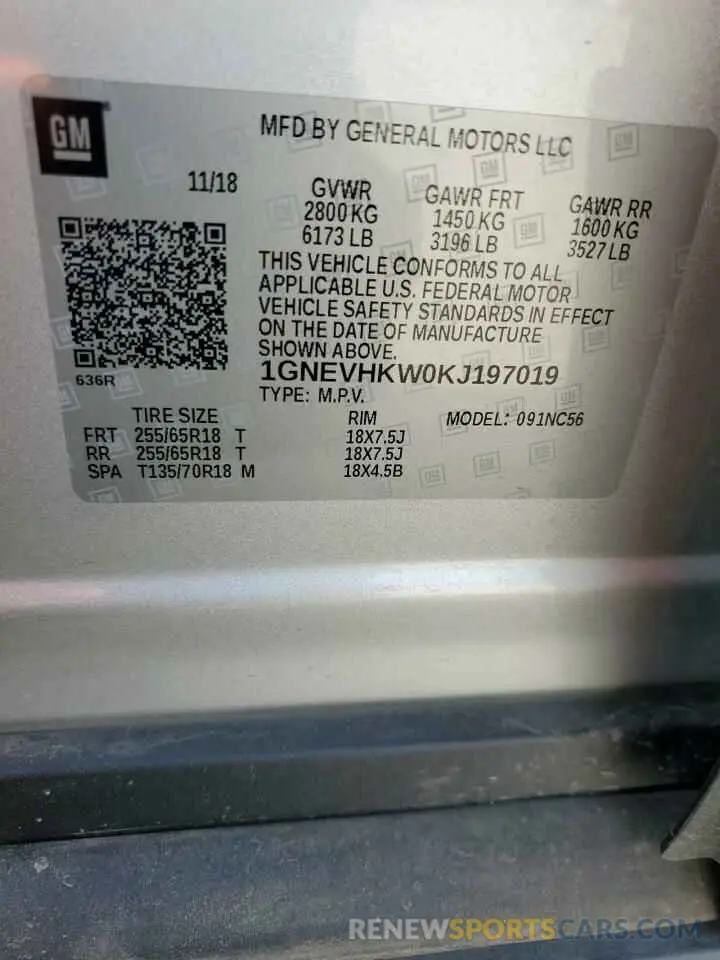 GM
MFD BY GENERAL MOTORS LLC
11/18
GVWR
2800 KG
6173 LB
GAWR FRT
1450 KG
3196 LB
GAWR RR
1600 KG
3527 LB
THIS VEHICLE CONFORMS TO ALL
APPLICABLE U.S. FEDERAL MOTOR
VEHICLE SAFETY STANDARDS IN EFFECT
ON THE DATE OF MANUFACTURE
SHOWN ABOVE.
636R
1GNEVHKW0KJ197019
TYPE: M.P.V.
TIRE SIZE RIM MODEL: 091NC56
FRT 255/65R18 T 18X7.5J
RR 255/65R18 T 18X7.5J
SPA T135/70R18 M 18X4.5B
RENEWSPORTSCARS.COM